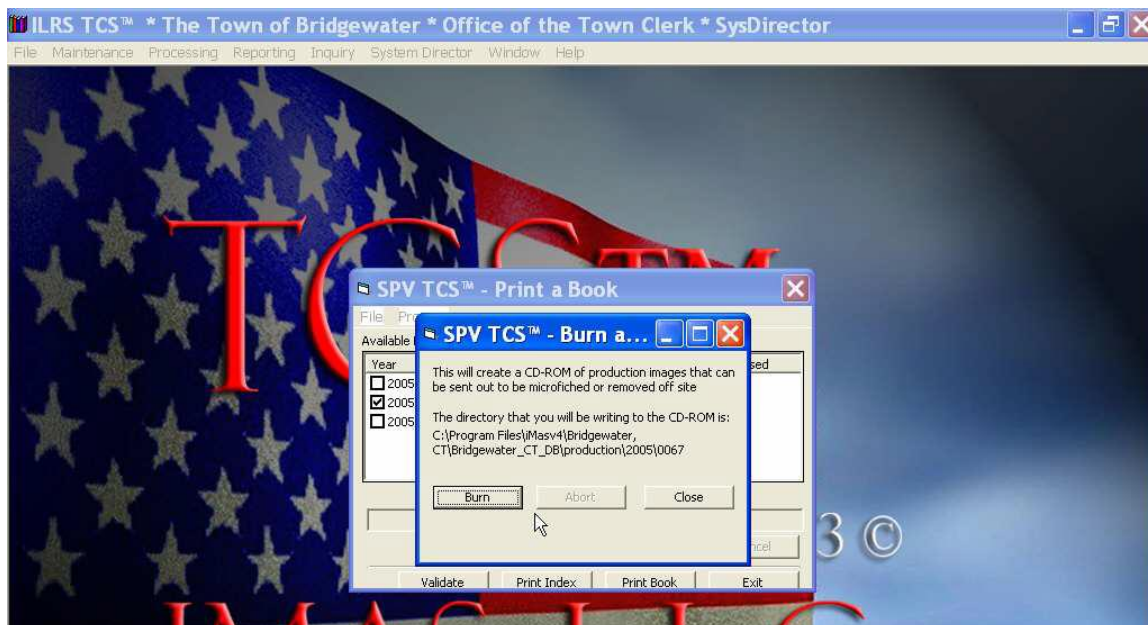 ILRS TCS™ * The Town of Bridgewater * Office of the Town Clerk * SysDirector
File Maintenance Processing Reporting Inquiry System Director Window Help
TCS™
SPV TCS™ - Print a Book
File
Available
Year
2005
2005
2005
SPV TCS™ - Burn a...
This will create a CD-ROM of production images that can
be sent out to be microfiched or removed off site
The directory that you will be writing to the CD-ROM is:
C:\Program Files\iMasv4\Bridgewater,
CT\Bridgewater_CT_DB\production\2005\0067
Burn Abort Close
3 ©
Validate Print Index Print Book Exit